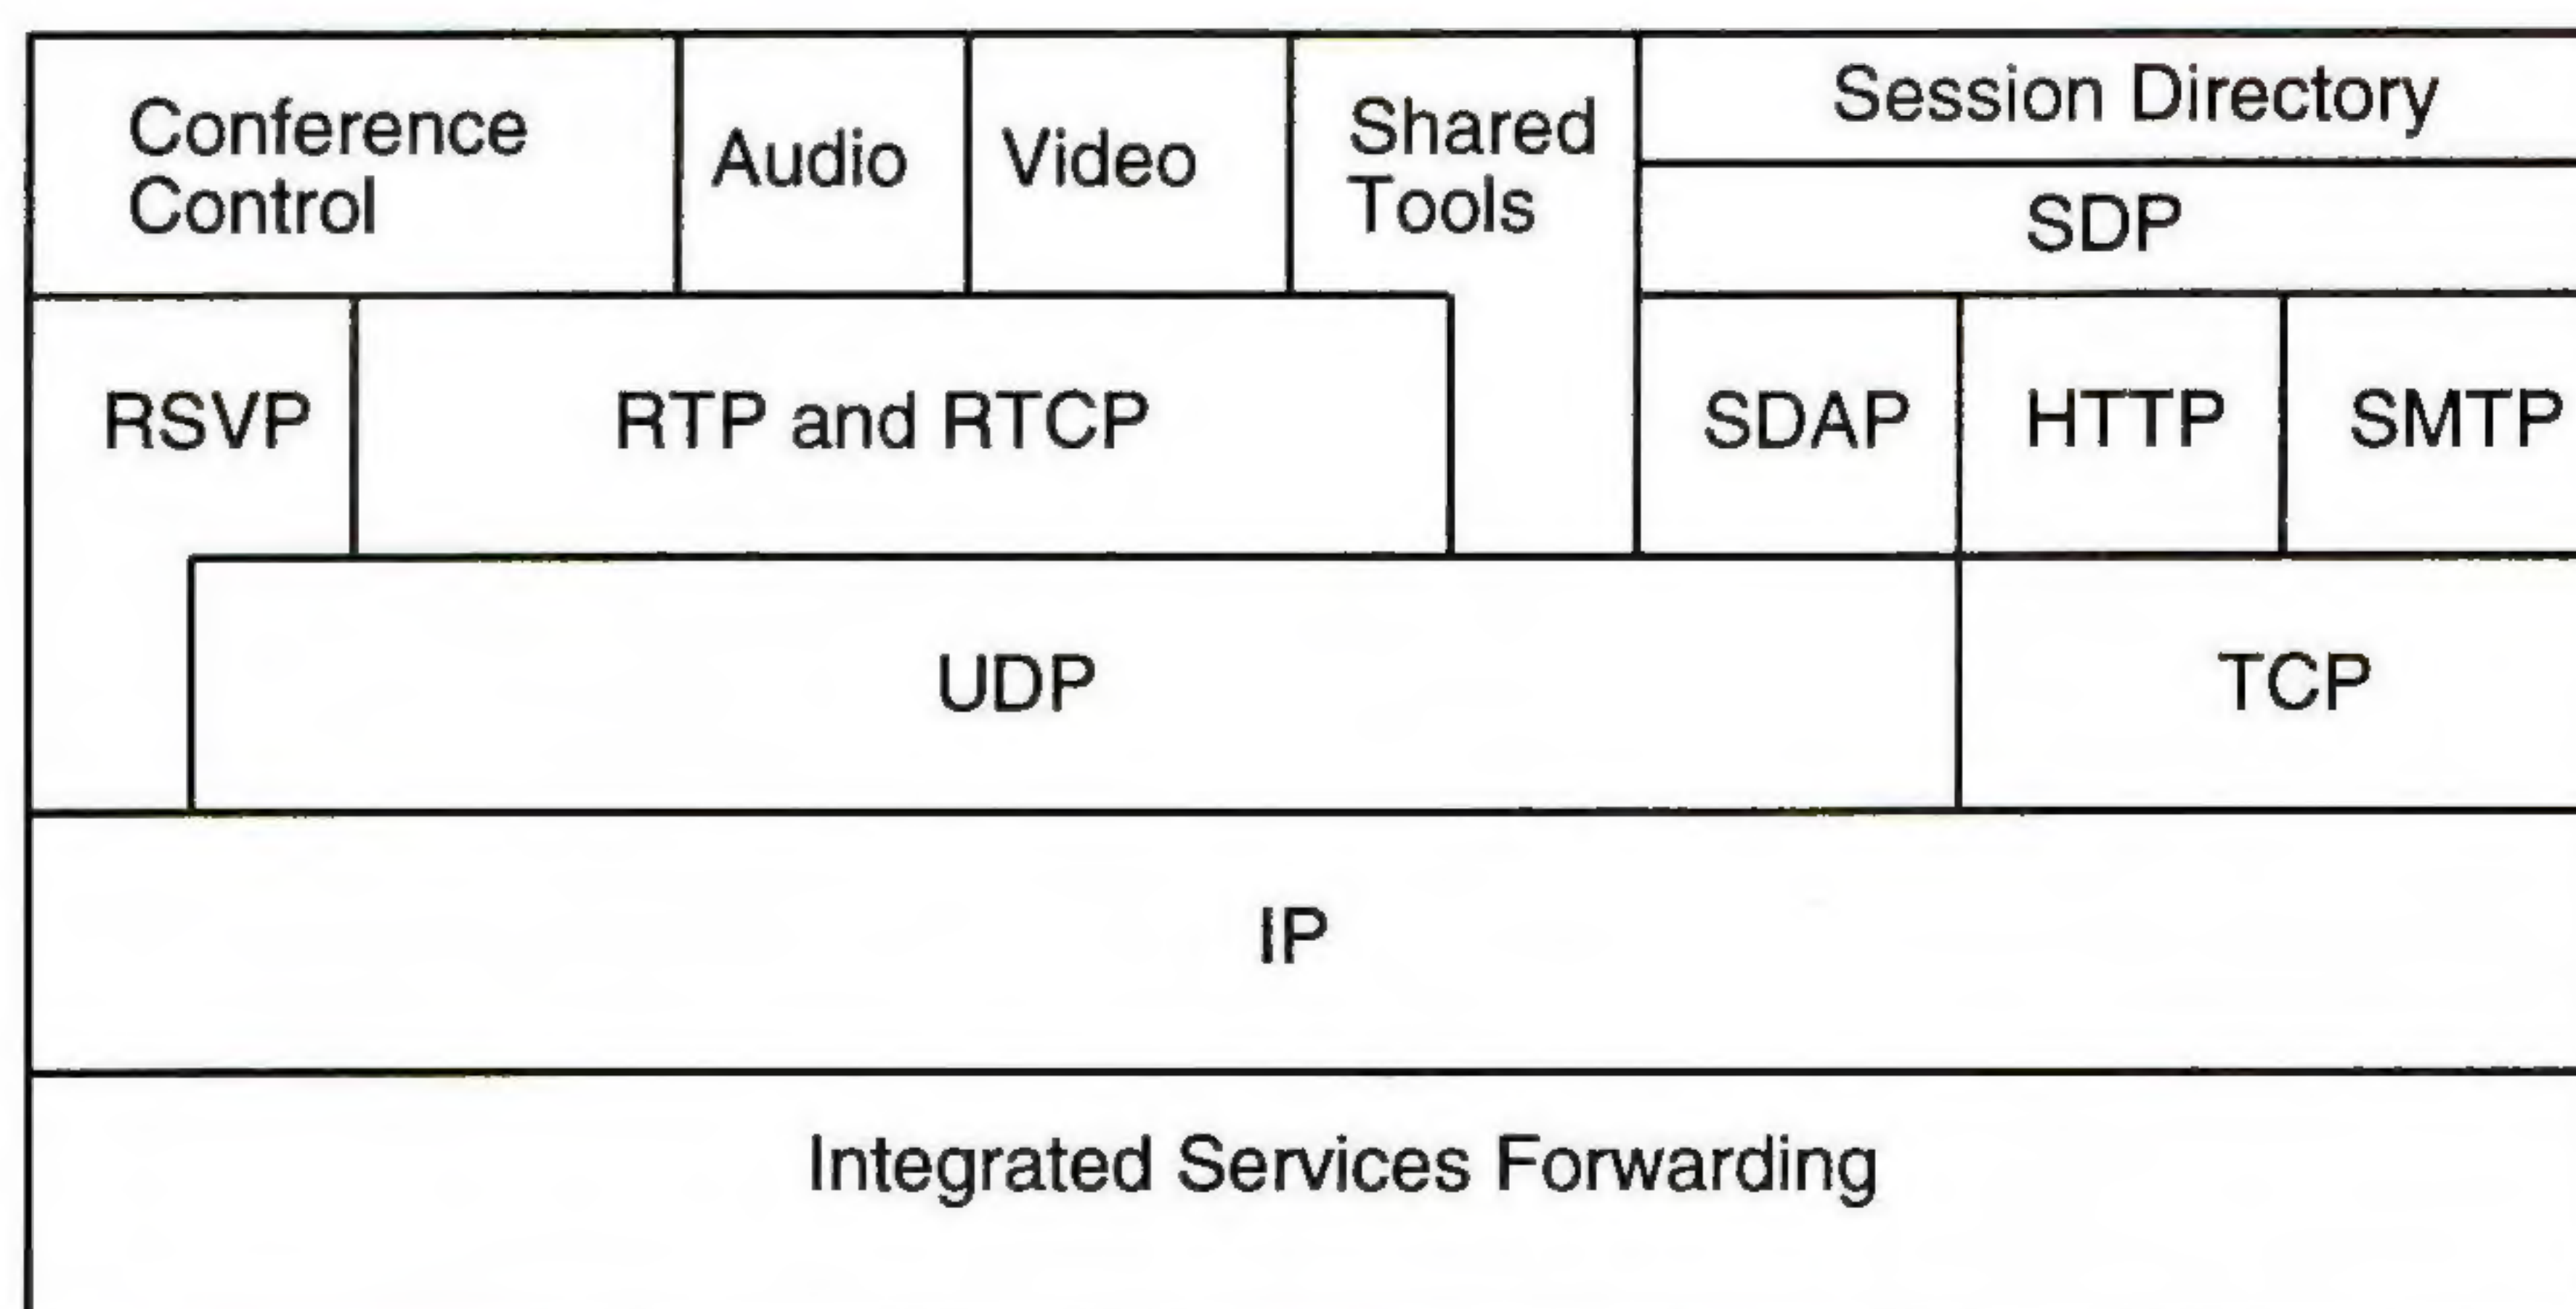 Conference
Control
Audio
Video
Shared
Tools
Session Directory
SDP
RSVP
RTP and RTCP
SDAP
HTTP
SMTP
UDP
TCP
IP
Integrated Services Forwarding